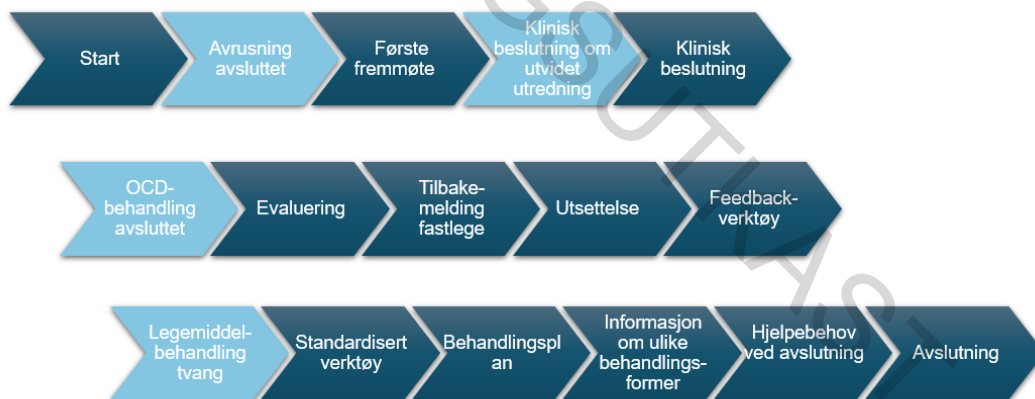 Start
Avrusning
avsluttet
Første
fremmøte
Klinisk
beslutning om
utvidet
utredning
Klinisk
beslutning
OCD-
behandling
avsluttet
Evaluering
Tilbake-
melding
fastlege
Utsettelse
Feedback-
verktøy
Legemiddel-
behandling
tvang
Standardisert
verktøy
Behandlingspl
an
Informasjon
om ulike
behandlings-
former
Hjelpebehov
ved avslutning
Avslutning